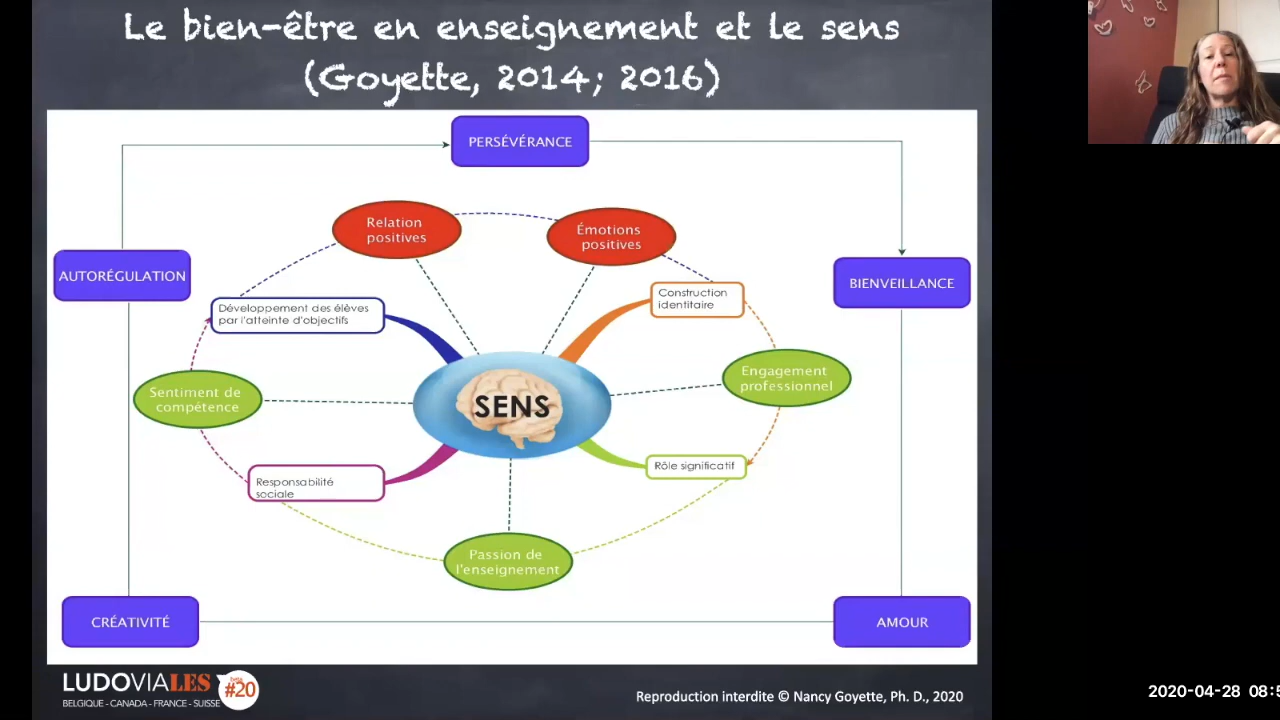 Le bien-être en enseignement et le sens
(Goyette, 2014; 2016)
PERSÉVÉRANCE
Relation
positives
Émotions
positives
AUTORÉGULATION
BIENVEILLANCE
Développement des élèves
par l'atteinte d'objectifs
Construction
identitaire
Engagement
professionnel
Sentiment de
compétence
SENS
Rôle significatif
Responsabilité
sociale
Passion de
l'enseignement
CRÉATIVITÉ
AMOUR
LUDOVIALES
beta
#20
BELGIQUE - CANADA - FRANCE - SUISSE
Reproduction interdite © Nancy Goyette, Ph. D., 2020
2020-04-28 08:5